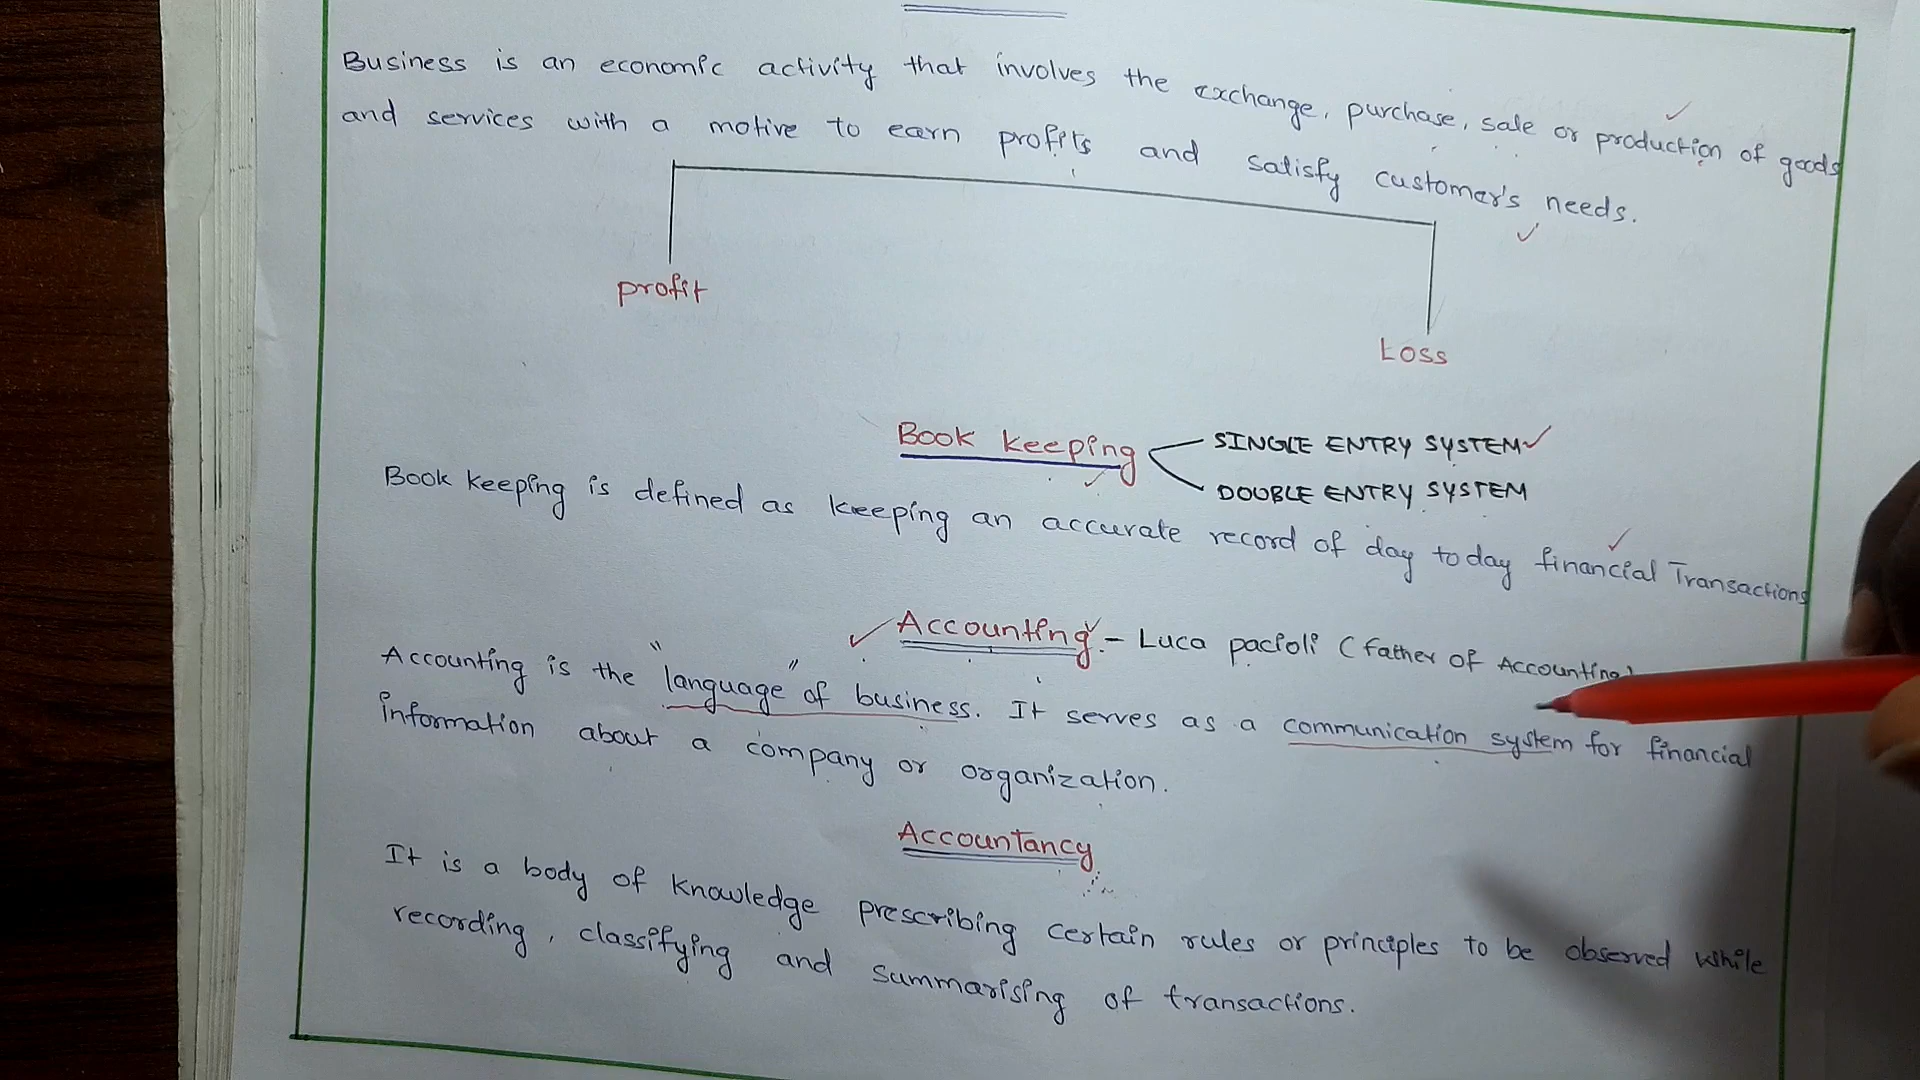 Business is an economic activity that involves the exchange, purchase, sale or production of goods
and services with a motive to earn profits and satisfy customer's needs.
profit
Loss
Book keeping
SINGLE ENTRY SYSTEM
DOUBLE ENTRY SYSTEM
Book keeping is defined as keeping an accurate record of day to day financial Transactions
Accounting - Luca pacioli (father of Accounting)
Accounting is the "language" of business. It serves as a communication system for financial
information about a company or organization.
Accountancy
It is a body of knowledge prescribing certain rules or principles to be observed while
recording, classifying and summarising of transactions.